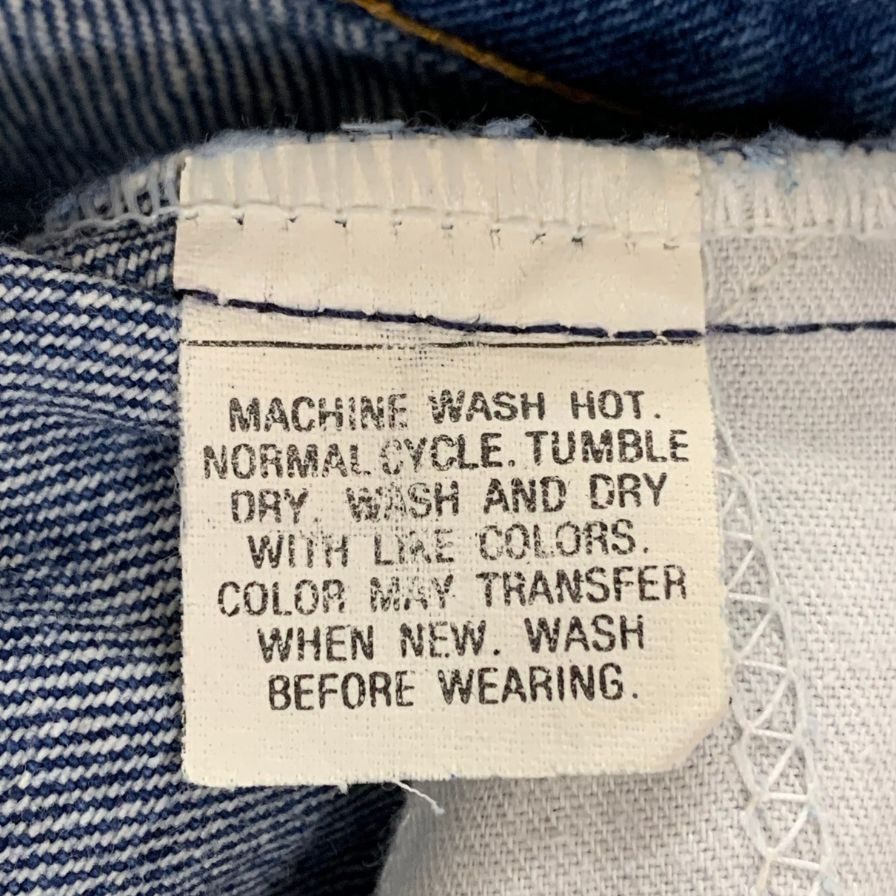 MACHINE WASH HOT.
NORMAL CYCLE. TUMBLE
DRY. WASH AND DRY
WITH LIKE COLORS.
COLOR MAY TRANSFER
WHEN NEW. WASH
BEFORE WEARING.